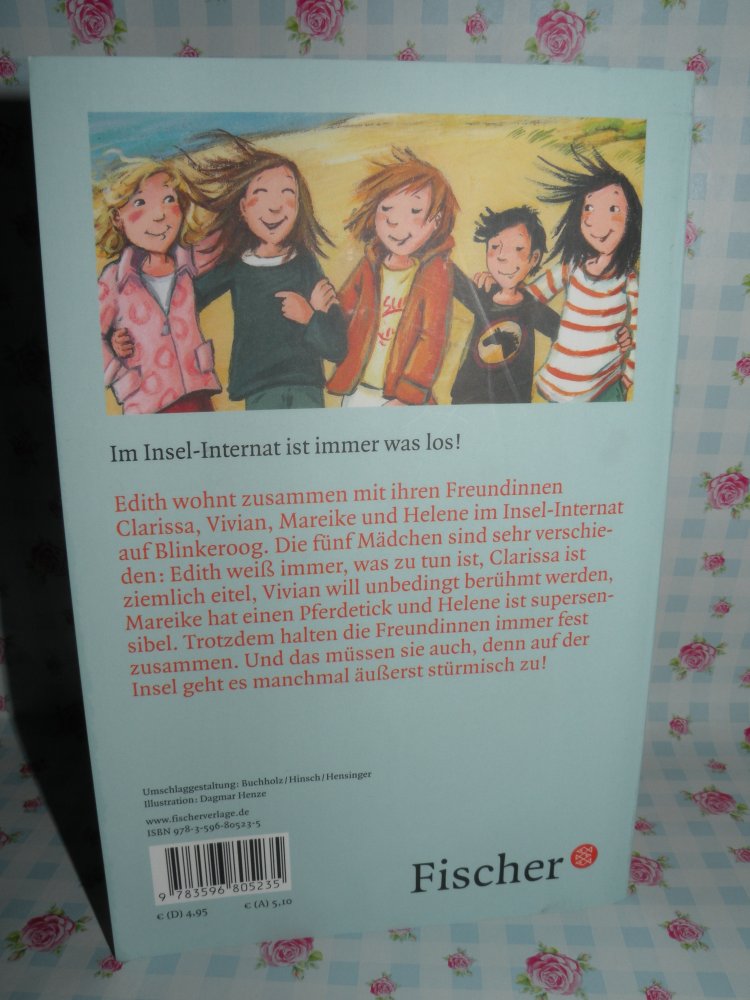 Im Insel-Internat ist immer was los!
Edith wohnt zusammen mit ihren Freundinnen
Clarissa, Vivian, Mareike und Helene im Insel-Internat
auf Blinkeroog. Die fünf Mädchen sind sehr verschie-
den: Edith weiß immer, was zu tun ist, Clarissa ist
ziemlich eitel, Vivian will unbedingt berühmt werden,
Mareike hat einen Pferdetick und Helene ist supersen-
sibel. Trotzdem halten die Freundinnen immer fest
zusammen. Und das müssen sie auch, denn auf der
Insel geht es manchmal äußerst stürmisch zu!
Umschlaggestaltung: Buchholz/Hinsch/Hensinger
Illustration: Dagmar Henze
www.fischerverlage.de
ISBN 978-3-596-80523-5
9 783596 805235
€ (D) 4,95 € (A) 5,10
Fischer